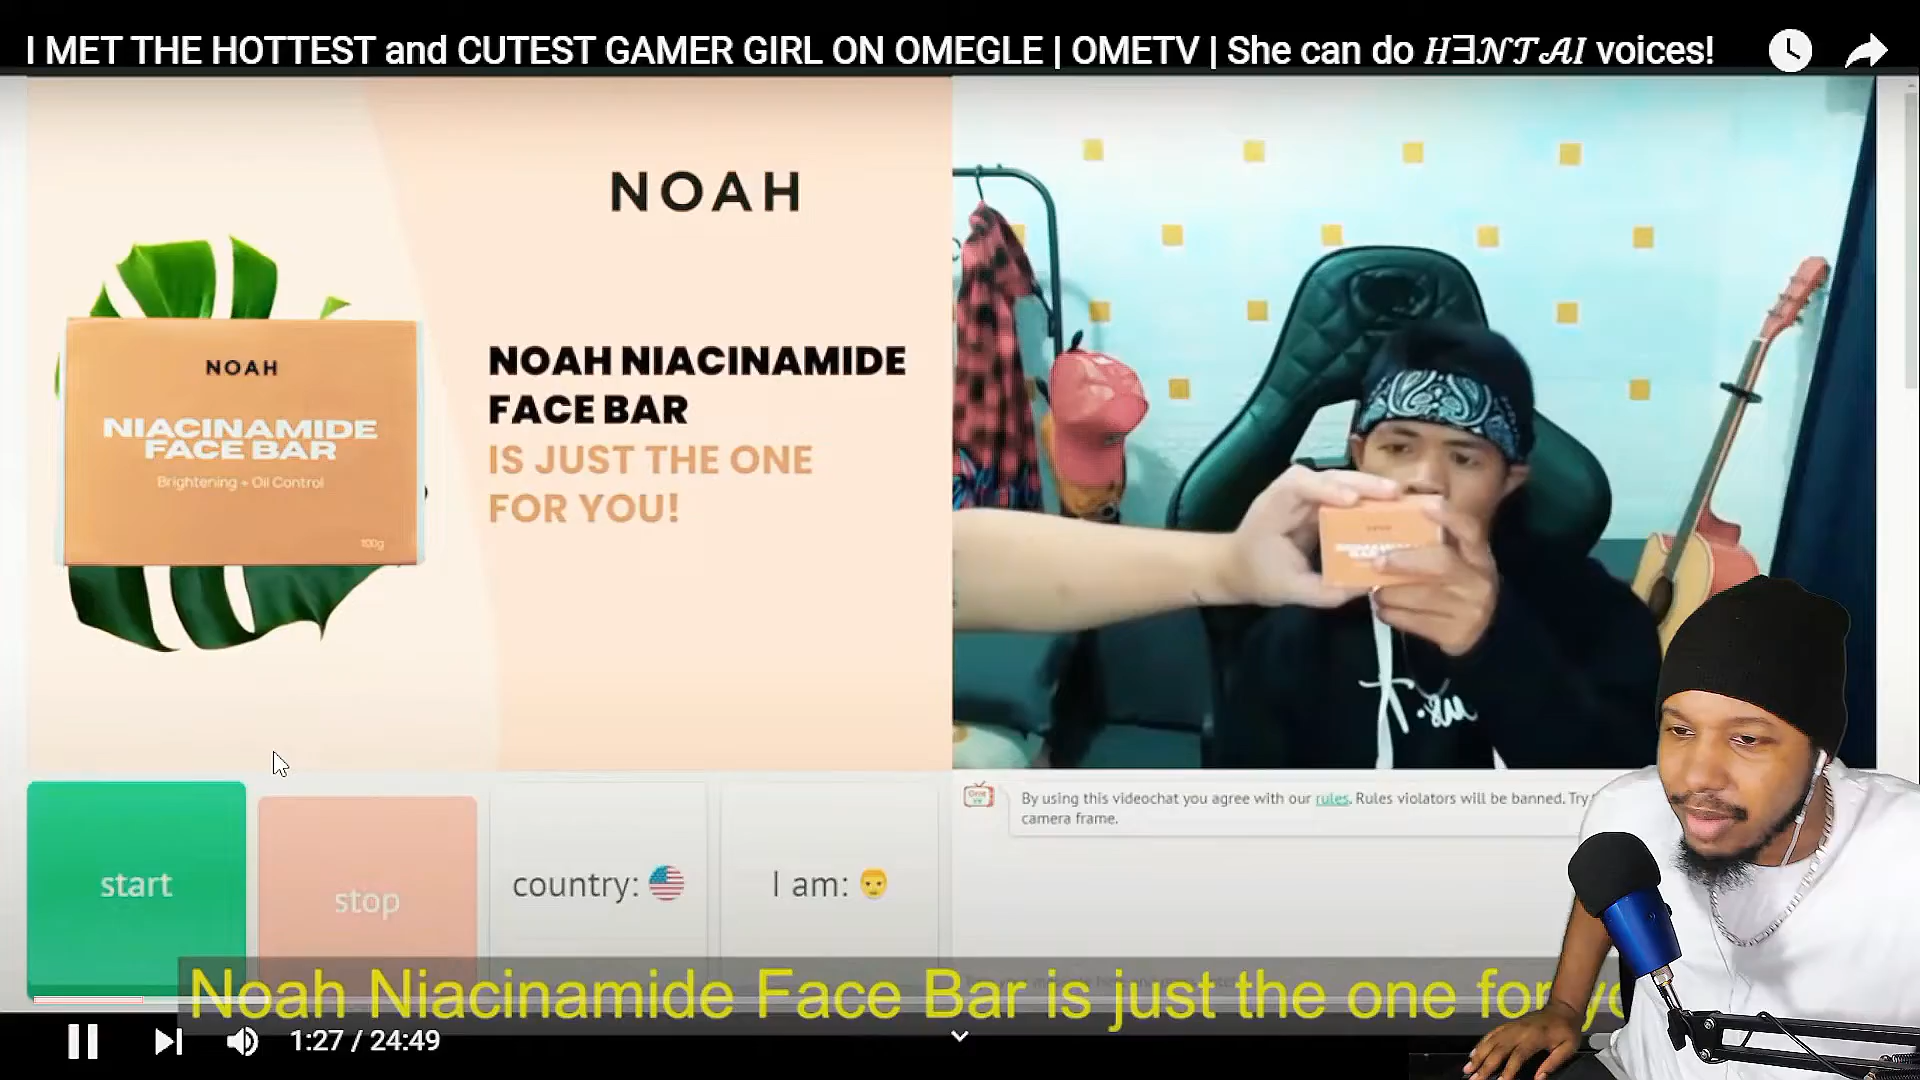 I MET THE HOTTEST and CUTEST GAMER GIRL ON OMEGLE | OMETV | She can do 𝐻ƎꓠꓔꓮI voices!
NOAH
NOAH NIACINAMIDE
FACE BAR
IS JUST THE ONE
FOR YOU!
NOAH
NIACINAMIDE
FACE BAR
Brightening + Oil Control
100g
By using this videochat you agree with our rules. Rules violators will be banned. Try
camera frame.
start
stop
country:
I am:
Noah Niacinamide Face Bar is just the one for
1:27 / 24:49